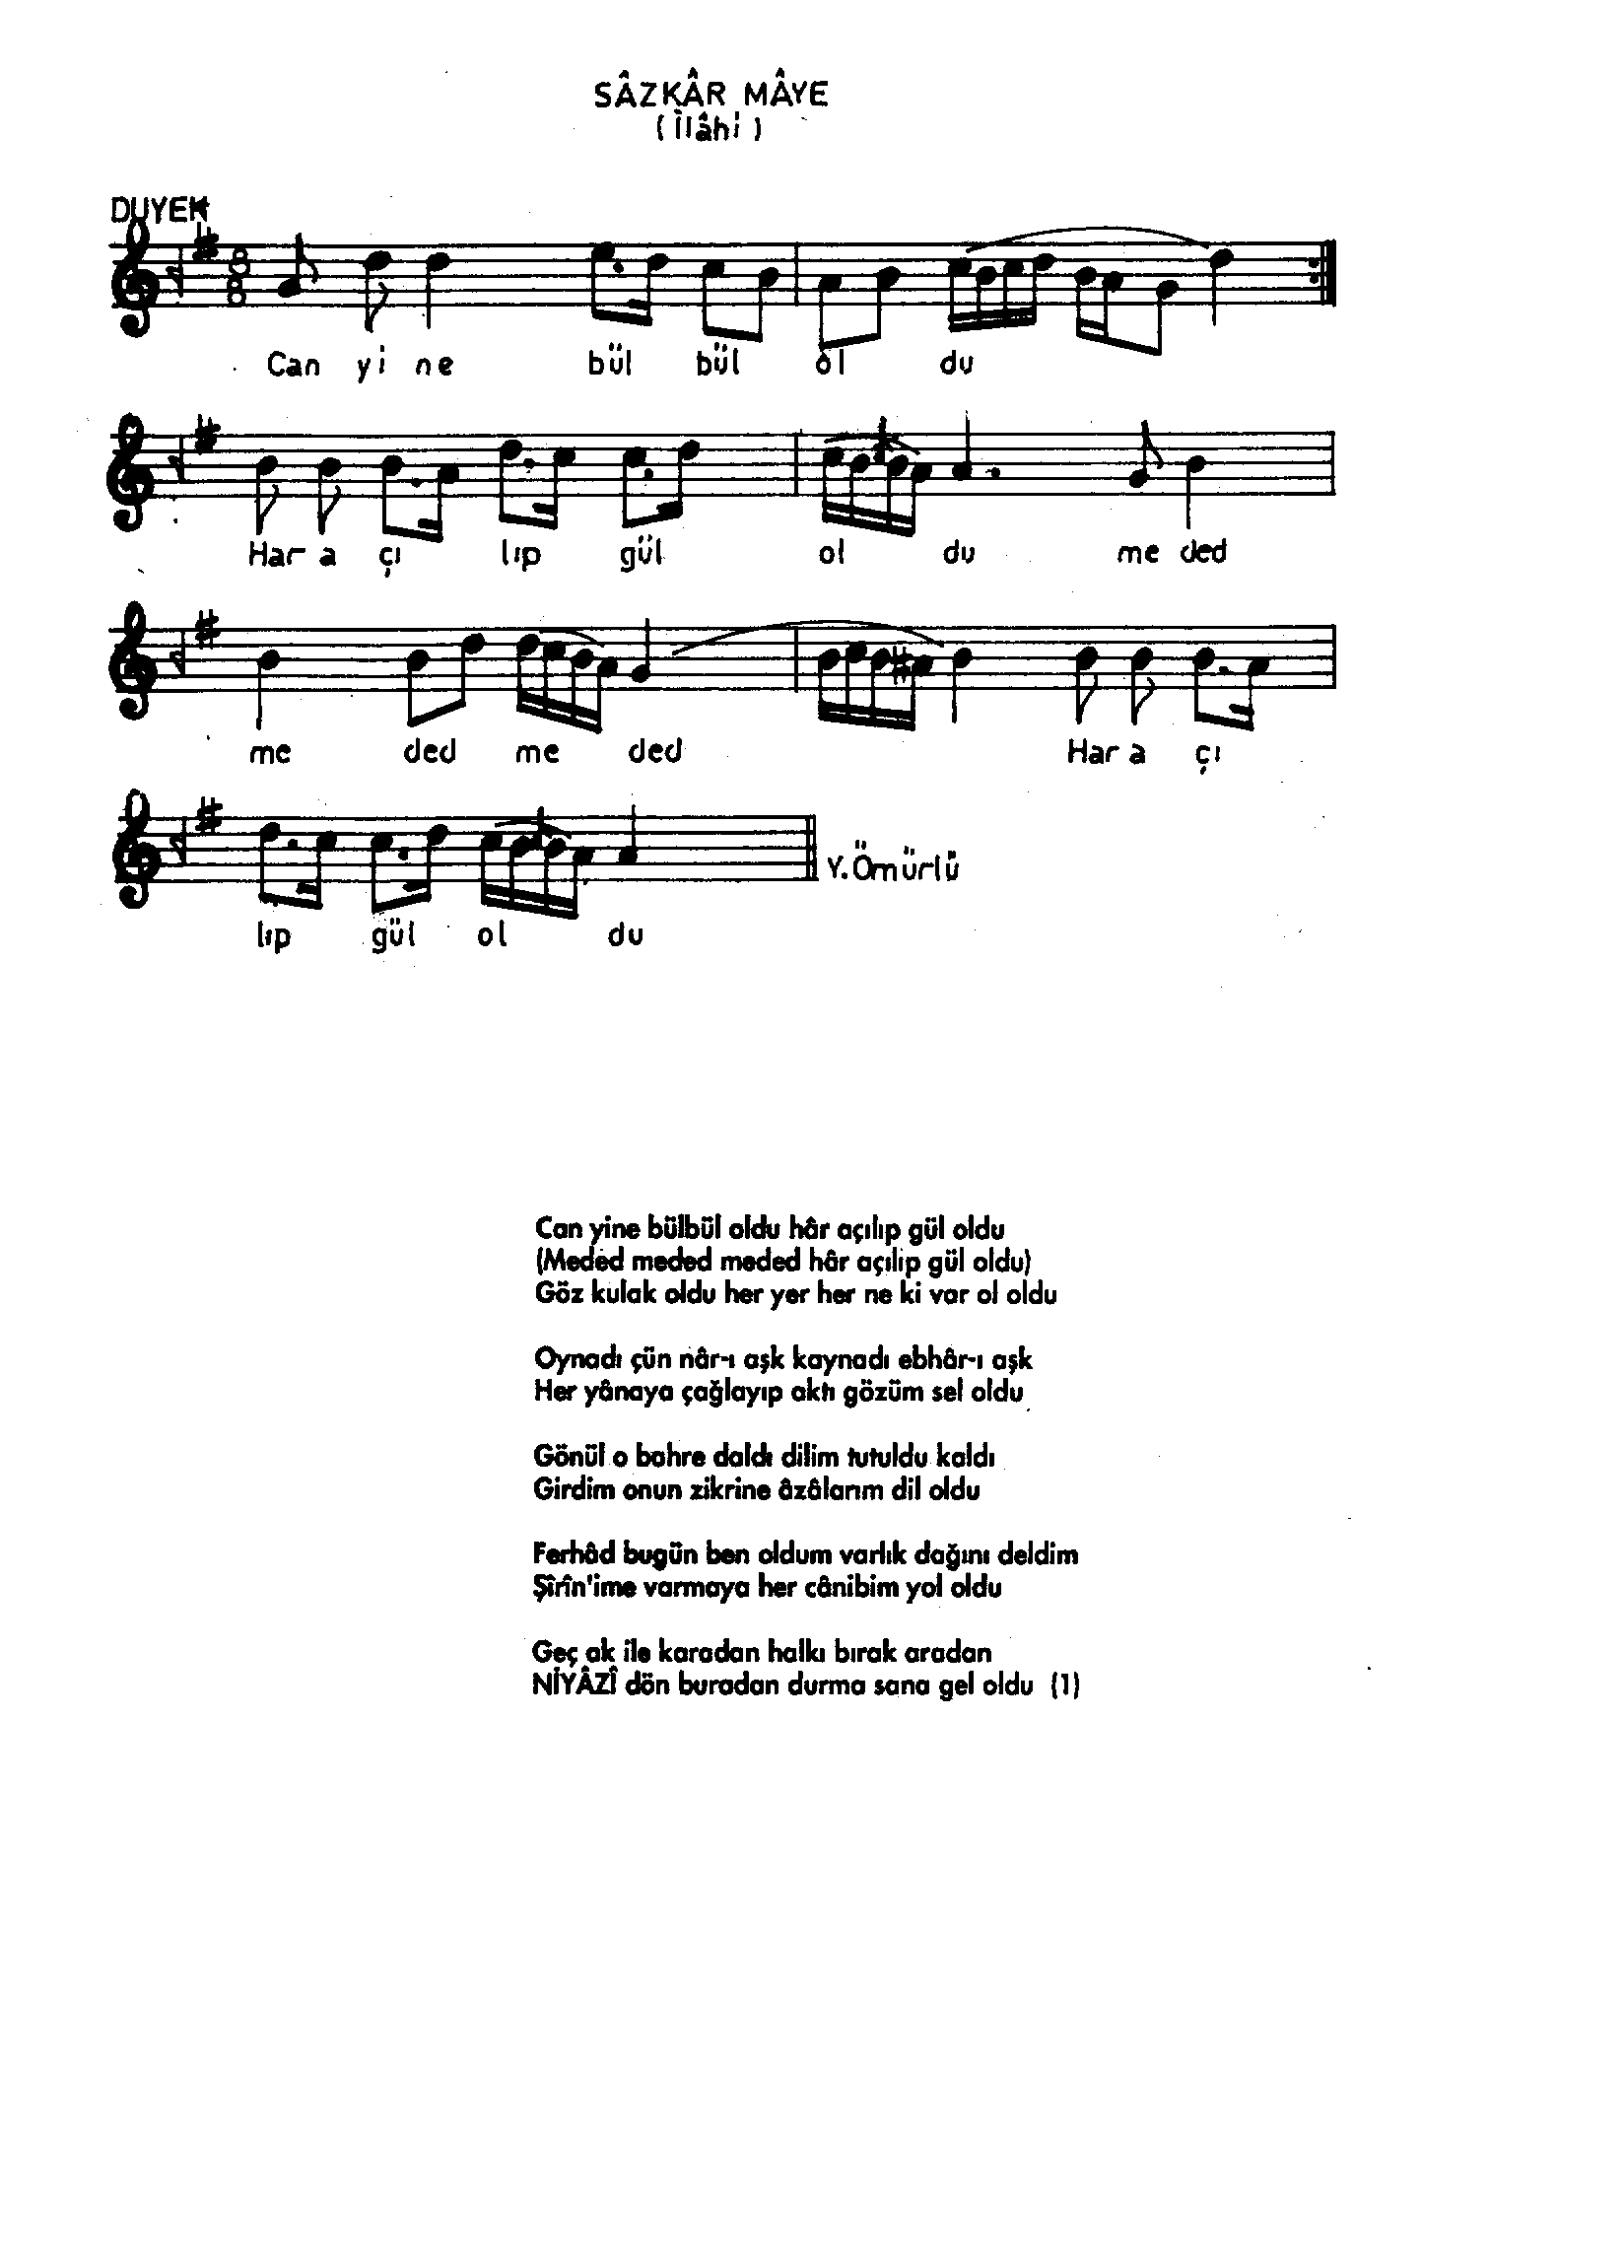 SÂZKÂR MÂYE
(İlâhi)
DUYEK
8
8
Can yi ne bül bül ol du
Har a çı lıp gül ol du me ded
me ded me ded Har a çı
lıp gül ol du
Y. Ömürlü
Can yine bülbül oldu hâr açılıp gül oldu
(Meded meded meded hâr açılıp gül oldu)
Göz kulak oldu her yer her ne ki var ol oldu
Oynadı çün nâr-ı aşk kaynadı ebhâr-ı aşk
Her yânaya çağlayıp aktı gözüm sel oldu
Gönül o bahre daldı dilim tutuldu kaldı
Girdim onun zikrine âzâlarım dil oldu
Ferhâd bugün ben oldum varlık dağını deldim
Şîrîn'ime varmaya her cânibim yol oldu
Geç ak ile karadan halkı bırak aradan
NİYÂZÎ dön buradan durma sana gel oldu (1)